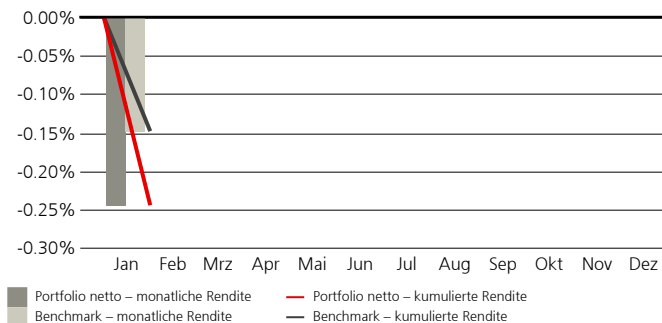 0.00%
-0.05%
-0.10%
-0.15%
-0.20%
-0.25%
-0.30%
Jan Feb Mrz Apr Mai Jun Jul Aug Sep Okt Nov Dez
Portfolio netto – monatliche Rendite — Portfolio netto – kumulierte Rendite
Benchmark – monatliche Rendite — Benchmark – kumulierte Rendite